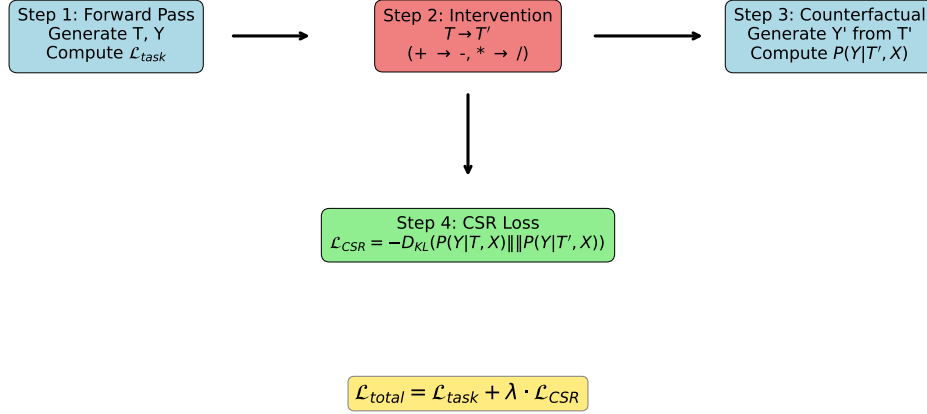 Step 1: Forward Pass
Generate T, Y
Compute ℒ_task
Step 2: Intervention
T → T′
(+ → -, * → /)
Step 3: Counterfactual
Generate Y' from T'
Compute P(Y|T′, X)
Step 4: CSR Loss
ℒ_CSR = −D_KL(P(Y|T, X)‖‖P(Y|T′, X))
ℒ_total = ℒ_task + λ · ℒ_CSR